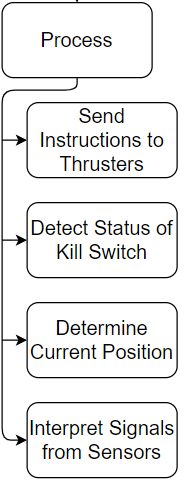 Process
Send
Instructions to
Thrusters
Detect Status of
Kill Switch
Determine
Current Position
Interpret Signals
from Sensors